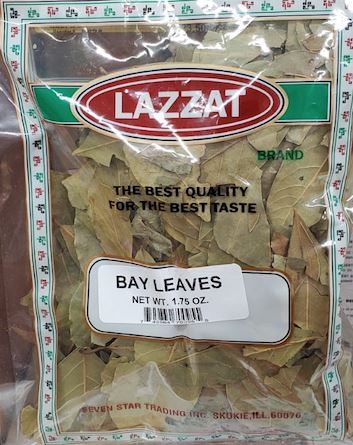 LAZZAT
BRAND
THE BEST QUALITY
FOR THE BEST TASTE
BAY LEAVES
NET WT. 1.75 OZ.
SEVEN STAR TRADING INC. SKOKIE, ILL. 60076